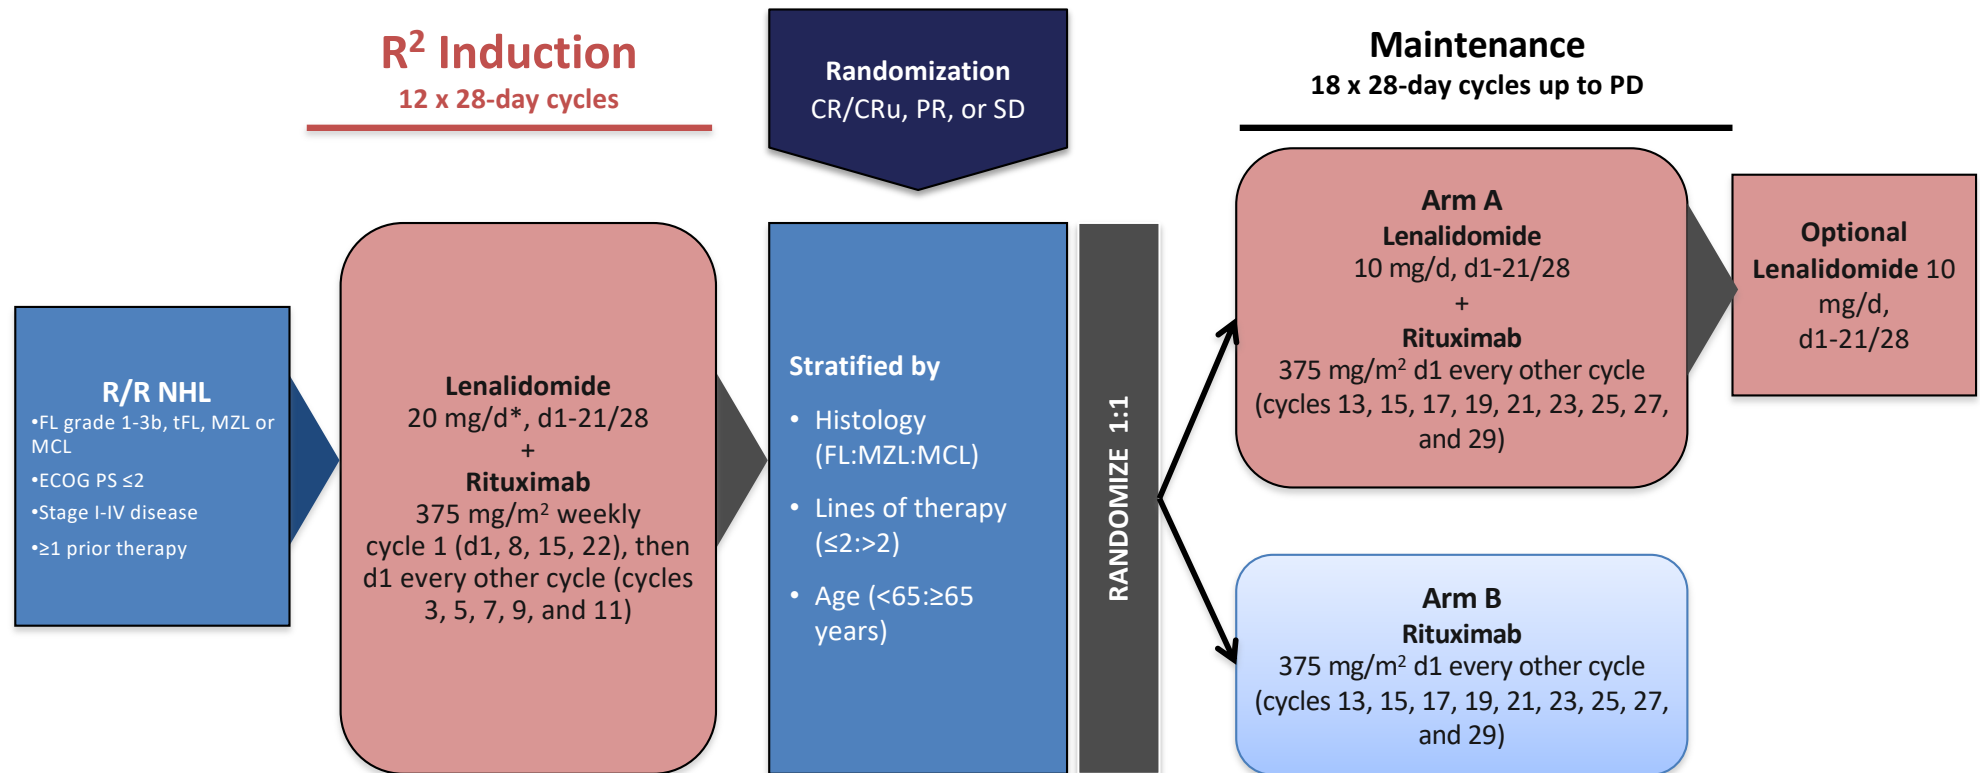 R² Induction
12 x 28-day cycles
Randomization
CR/CRu, PR, or SD
Maintenance
18 x 28-day cycles up to PD
R/R NHL
•FL grade 1-3b, tFL, MZL or
MCL
•ECOG PS ≤2
•Stage I-IV disease
•≥1 prior therapy
Lenalidomide
20 mg/d*, d1-21/28
+
Rituximab
375 mg/m² weekly
cycle 1 (d1, 8, 15, 22), then
d1 every other cycle (cycles
3, 5, 7, 9, and 11)
Stratified by
• Histology
(FL:MZL:MCL)
• Lines of therapy
(≤2:>2)
• Age (<65:≥65
years)
RANDOMIZE 1:1
Arm A
Lenalidomide
10 mg/d, d1-21/28
+
Rituximab
375 mg/m² d1 every other cycle
(cycles 13, 15, 17, 19, 21, 23, 25, 27,
and 29)
Optional
Lenalidomide 10
mg/d,
d1-21/28
Arm B
Rituximab
375 mg/m² d1 every other cycle
(cycles 13, 15, 17, 19, 21, 23, 25, 27,
and 29)